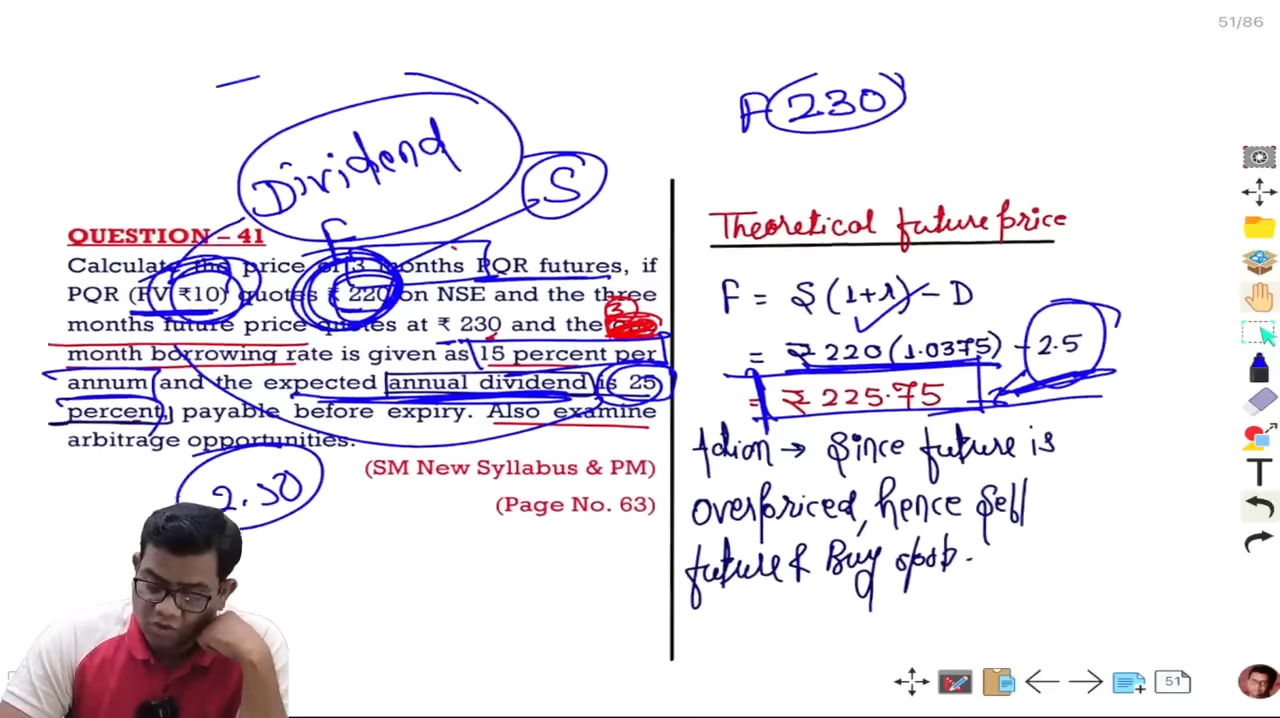 51/86
F 230
Dividend
S
F
QUESTION – 41
Calculate the price of 3 months PQR futures, if
PQR (FV ₹10) quotes ₹ 220 on NSE and the three
months future price quotes at ₹ 230 and the 3
month borrowing rate is given as 15 percent per
annum and the expected annual dividend is 25
percent, payable before expiry. Also examine
arbitrage opportunities.
(SM New Syllabus & PM)
(Page No. 63)
2.50
Theoretical future price
F = S (1+r) – D
= ₹ 220 (1.0375) – 2.5
= ₹ 225.75
Action → Since future is
overpriced, hence Sell
future & Buy spot.
T
51